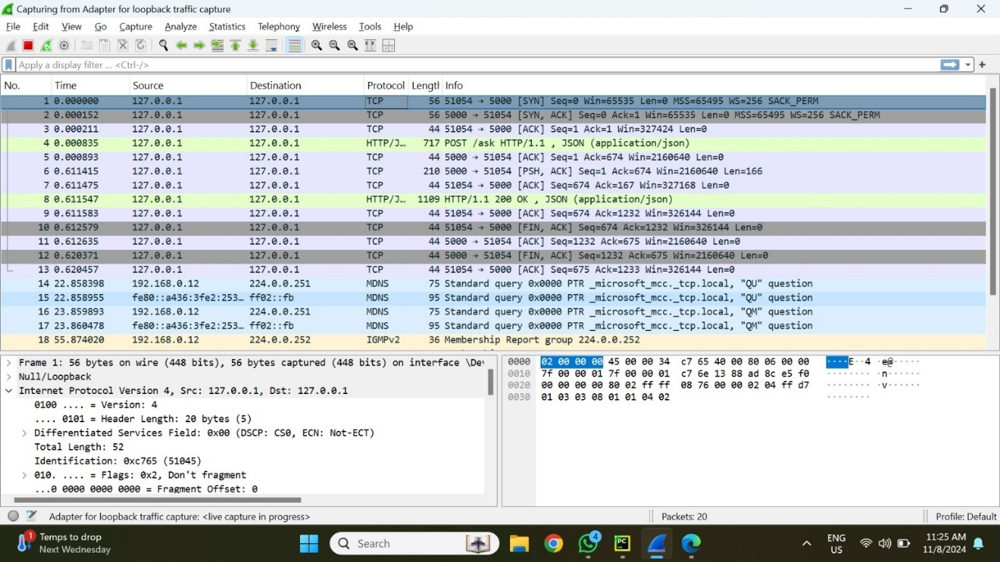 Capturing from Adapter for loopback traffic capture
File Edit View Go Capture Analyze Statistics Telephony Wireless Tools Help
Apply a display filter ... <Ctrl-/>
No. Time Source Destination Protocol Length Info
1 0.000000 127.0.0.1 127.0.0.1 TCP 56 51054 → 5000 [SYN] Seq=0 Win=65535 Len=0 MSS=65495 WS=256 SACK_PERM
2 0.000152 127.0.0.1 127.0.0.1 TCP 56 5000 → 51054 [SYN, ACK] Seq=0 Ack=1 Win=65535 Len=0 MSS=65495 WS=256 SACK_PERM
3 0.000211 127.0.0.1 127.0.0.1 TCP 44 51054 → 5000 [ACK] Seq=1 Ack=1 Win=327424 Len=0
4 0.000835 127.0.0.1 127.0.0.1 HTTP/J… 717 POST /ask HTTP/1.1 , JSON (application/json)
5 0.000893 127.0.0.1 127.0.0.1 TCP 44 5000 → 51054 [ACK] Seq=1 Ack=674 Win=2160640 Len=0
6 0.611415 127.0.0.1 127.0.0.1 TCP 210 5000 → 51054 [PSH, ACK] Seq=1 Ack=674 Win=2160640 Len=166
7 0.611475 127.0.0.1 127.0.0.1 TCP 44 51054 → 5000 [ACK] Seq=674 Ack=167 Win=327168 Len=0
8 0.611547 127.0.0.1 127.0.0.1 HTTP/J… 1109 HTTP/1.1 200 OK , JSON (application/json)
9 0.611583 127.0.0.1 127.0.0.1 TCP 44 51054 → 5000 [ACK] Seq=674 Ack=1232 Win=326144 Len=0
10 0.612579 127.0.0.1 127.0.0.1 TCP 44 51054 → 5000 [FIN, ACK] Seq=674 Ack=1232 Win=326144 Len=0
11 0.612635 127.0.0.1 127.0.0.1 TCP 44 5000 → 51054 [ACK] Seq=1232 Ack=675 Win=2160640 Len=0
12 0.620371 127.0.0.1 127.0.0.1 TCP 44 5000 → 51054 [FIN, ACK] Seq=1232 Ack=675 Win=2160640 Len=0
13 0.620457 127.0.0.1 127.0.0.1 TCP 44 51054 → 5000 [ACK] Seq=675 Ack=1233 Win=326144 Len=0
14 22.858398 192.168.0.12 224.0.0.251 MDNS 75 Standard query 0x0000 PTR _microsoft_mcc._tcp.local, "QU" question
15 22.858955 fe80::a436:3fe2:253… ff02::fb MDNS 95 Standard query 0x0000 PTR _microsoft_mcc._tcp.local, "QU" question
16 23.859893 192.168.0.12 224.0.0.251 MDNS 75 Standard query 0x0000 PTR _microsoft_mcc._tcp.local, "QM" question
17 23.860478 fe80::a436:3fe2:253… ff02::fb MDNS 95 Standard query 0x0000 PTR _microsoft_mcc._tcp.local, "QM" question
18 55.874020 192.168.0.12 224.0.0.252 IGMPv2 36 Membership Report group 224.0.0.252
Frame 1: 56 bytes on wire (448 bits), 56 bytes captured (448 bits) on interface \Dev
Null/Loopback
Internet Protocol Version 4, Src: 127.0.0.1, Dst: 127.0.0.1
0100 .... = Version: 4
.... 0101 = Header Length: 20 bytes (5)
Differentiated Services Field: 0x00 (DSCP: CS0, ECN: Not-ECT)
Total Length: 52
Identification: 0xc765 (51045)
010. .... = Flags: 0x2, Don't fragment
...0 0000 0000 0000 = Fragment Offset: 0
0000 02 00 00 00 45 00 00 34 c7 65 40 00 80 06 00 00 ····E··4 ·e@·····
0010 7f 00 00 01 7f 00 00 01 c7 6e 13 88 ad 8c e5 f0 ········ ·n······
0020 00 00 00 00 80 02 ff ff 08 76 00 00 02 04 ff d7 ········ ·v······
0030 01 03 03 08 01 01 04 02 ········
Adapter for loopback traffic capture: <live capture in progress>
Packets: 20
Profile: Default
1
Temps to drop
Next Wednesday
Search
4
PC
ENG
US
11:25 AM
11/8/2024